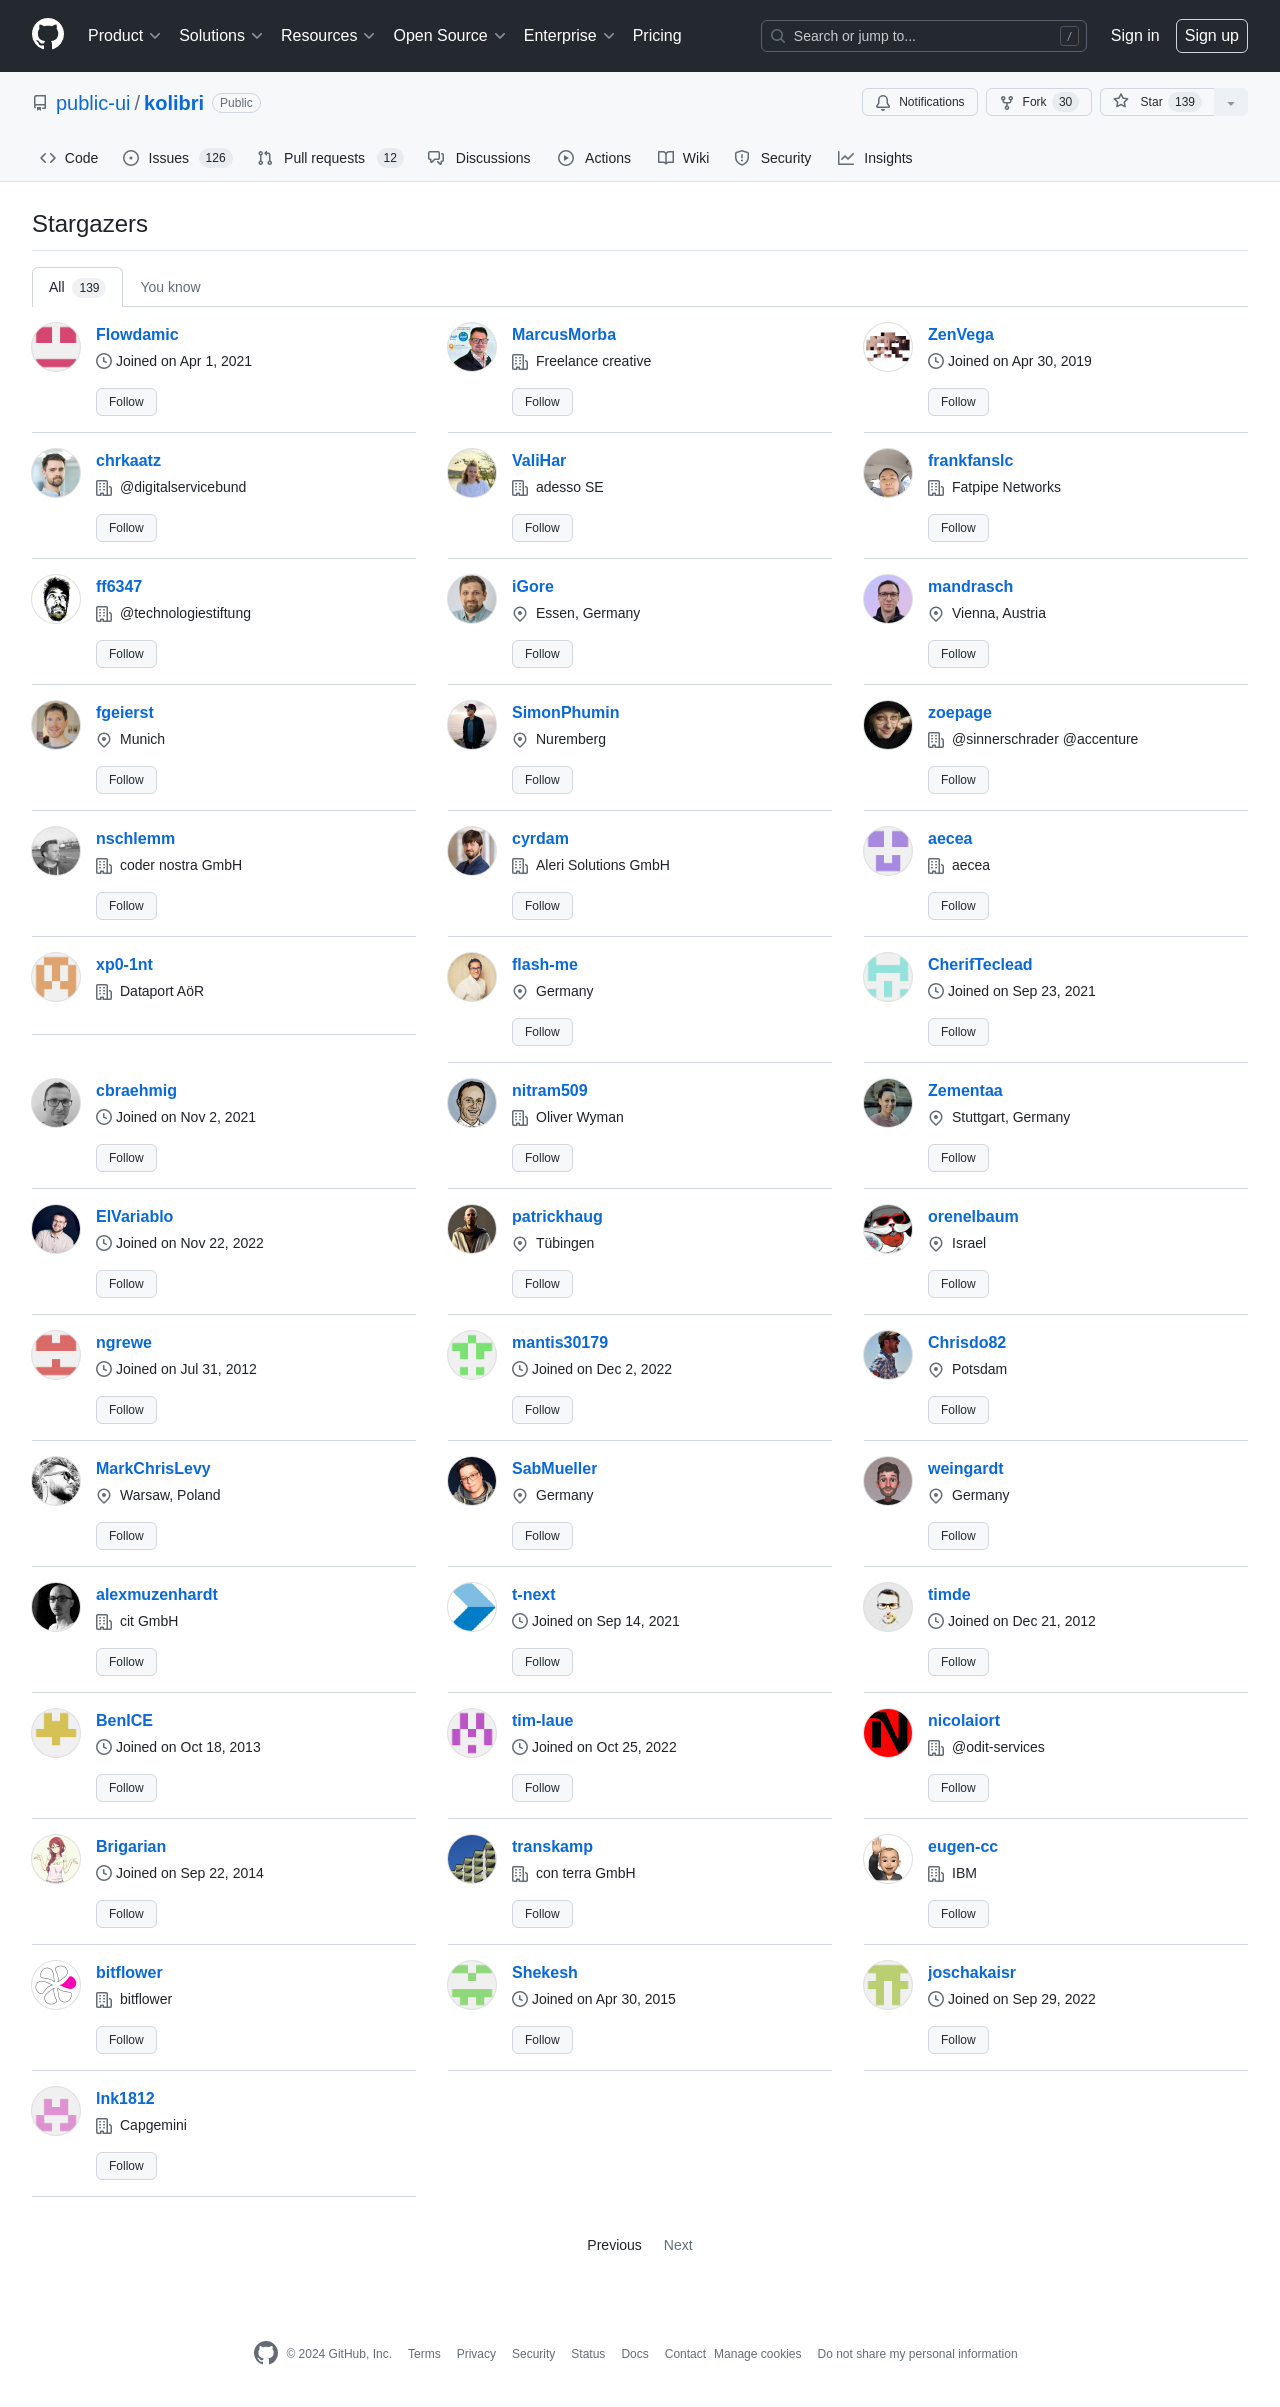 Product Solutions Resources Open Source Enterprise Pricing Search or jump to... / Sign in Sign up
public-ui / kolibri Public Notifications Fork 30 Star 139
Code Issues 126 Pull requests 12 Discussions Actions Wiki Security Insights
Stargazers
All 139 You know
Flowdamic MarcusMorba ZenVega
Joined on Apr 1, 2021 Freelance creative Joined on Apr 30, 2019
Follow Follow Follow
chrkaatz ValiHar frankfanslc
@digitalservicebund adesso SE Fatpipe Networks
Follow Follow Follow
ff6347 iGore mandrasch
@technologiestiftung Essen, Germany Vienna, Austria
Follow Follow Follow
fgeierst SimonPhumin zoepage
Munich Nuremberg @sinnerschrader @accenture
Follow Follow Follow
nschlemm cyrdam aecea
coder nostra GmbH Aleri Solutions GmbH aecea
Follow Follow Follow
xp0-1nt flash-me CherifTeclead
Dataport AöR Germany Joined on Sep 23, 2021
Follow Follow
cbraehmig nitram509 Zementaa
Joined on Nov 2, 2021 Oliver Wyman Stuttgart, Germany
Follow Follow Follow
ElVariablo patrickhaug orenelbaum
Joined on Nov 22, 2022 Tübingen Israel
Follow Follow Follow
ngrewe mantis30179 Chrisdo82
Joined on Jul 31, 2012 Joined on Dec 2, 2022 Potsdam
Follow Follow Follow
MarkChrisLevy SabMueller weingardt
Warsaw, Poland Germany Germany
Follow Follow Follow
alexmuzenhardt t-next timde
cit GmbH Joined on Sep 14, 2021 Joined on Dec 21, 2012
Follow Follow Follow
BenICE tim-laue nicolaiort
Joined on Oct 18, 2013 Joined on Oct 25, 2022 @odit-services
Follow Follow Follow
Brigarian transkamp eugen-cc
Joined on Sep 22, 2014 con terra GmbH IBM
Follow Follow Follow
bitflower Shekesh joschakaisr
bitflower Joined on Apr 30, 2015 Joined on Sep 29, 2022
Follow Follow Follow
lnk1812
Capgemini
Follow
Previous Next
© 2024 GitHub, Inc. Terms Privacy Security Status Docs Contact Manage cookies Do not share my personal information